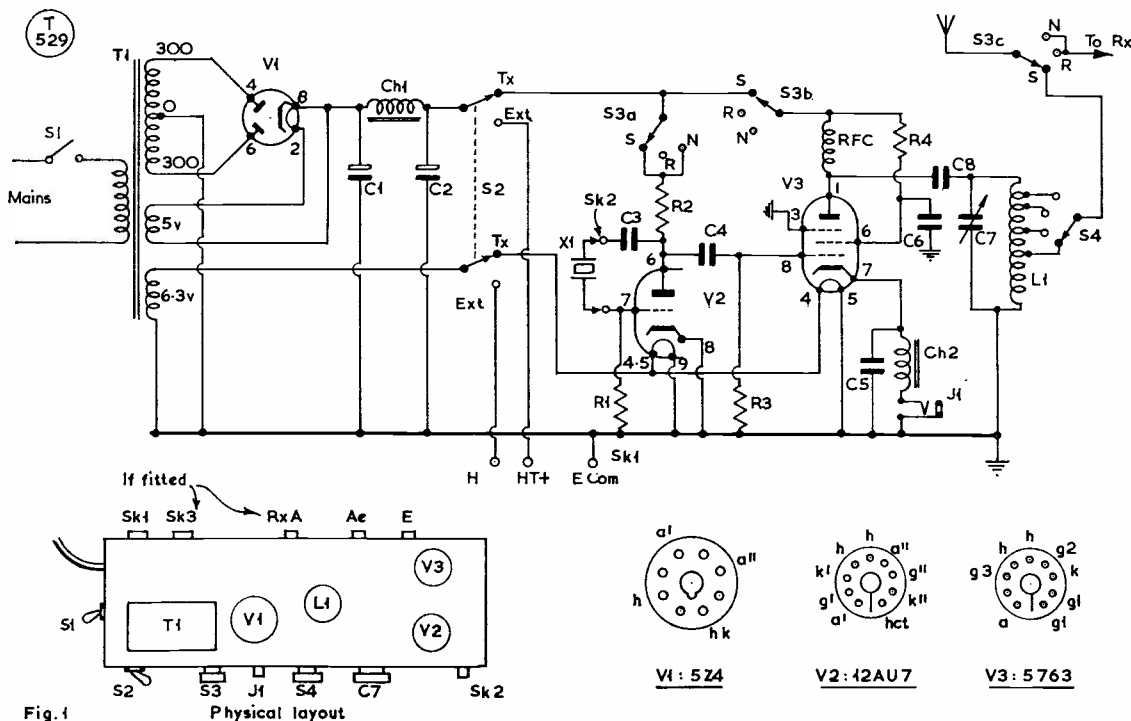 T
529
T1
300
0
300
5v
6·3v
S1
Mains
V1
4
8
6
2
Ch1
C1
C2
Tx
Ext
S2
Tx
Ext
S3a
S
R
N
Sk2
C3
R2
X1
6
7
V2
8
4·5
9
R1
C4
R3
S
S3b
R
N
RFC
R4
V3
1
3
6
8
7
4
5
C8
C6
C7
L1
S4
C5
Ch2
J1
S3c
N
To Rx
S
R
H
HT+
E Com
Sk1
If fitted
Sk1
Sk3
RxA
Ae
E
S1
T1
V1
L1
V3
V2
S2
S3
J1
S4
C7
Sk2
Fig.1
Physical layout
a'
a"
h
hk
V1: 5Z4
h
h
a"
k'
g"
g'
k"
a'
hct
V2: 12AU7
h
h
g2
g3
k
g1
a
g1
V3: 5763